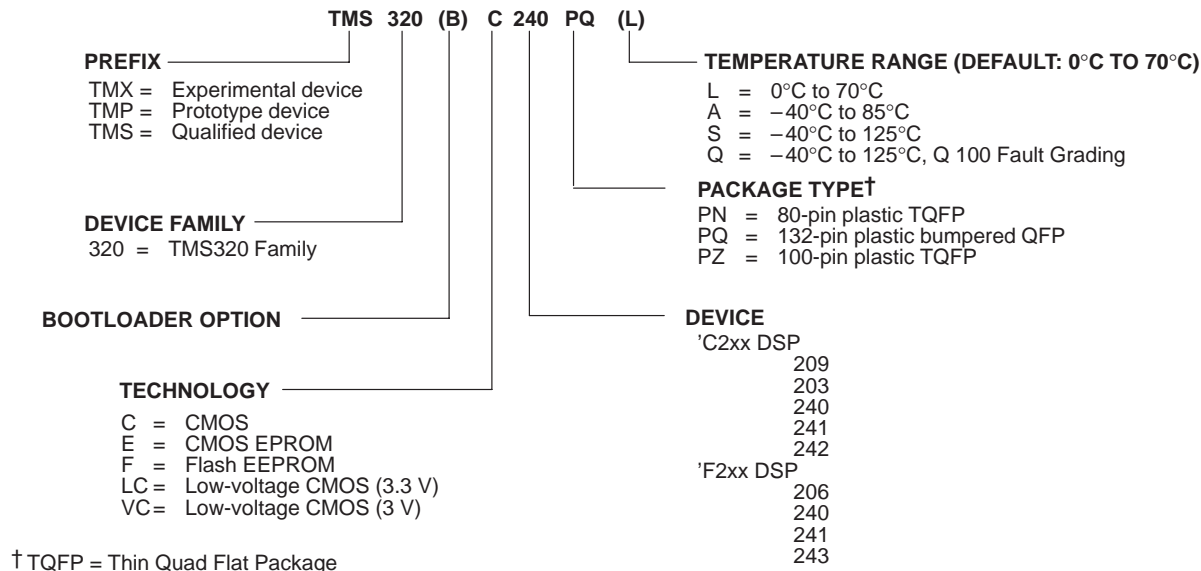 TMS 320 (B) C 240 PQ (L)
PREFIX
TMX = Experimental device
TMP = Prototype device
TMS = Qualified device
DEVICE FAMILY
320 = TMS320 Family
BOOTLOADER OPTION
TECHNOLOGY
C = CMOS
E = CMOS EPROM
F = Flash EEPROM
LC = Low-voltage CMOS (3.3 V)
VC = Low-voltage CMOS (3 V)
TEMPERATURE RANGE (DEFAULT: 0°C TO 70°C)
L = 0°C to 70°C
A = –40°C to 85°C
S = –40°C to 125°C
Q = –40°C to 125°C, Q 100 Fault Grading
PACKAGE TYPE†
PN = 80-pin plastic TQFP
PQ = 132-pin plastic bumpered QFP
PZ = 100-pin plastic TQFP
DEVICE
’C2xx DSP
209
203
240
241
242
’F2xx DSP
206
240
241
243
† TQFP = Thin Quad Flat Package